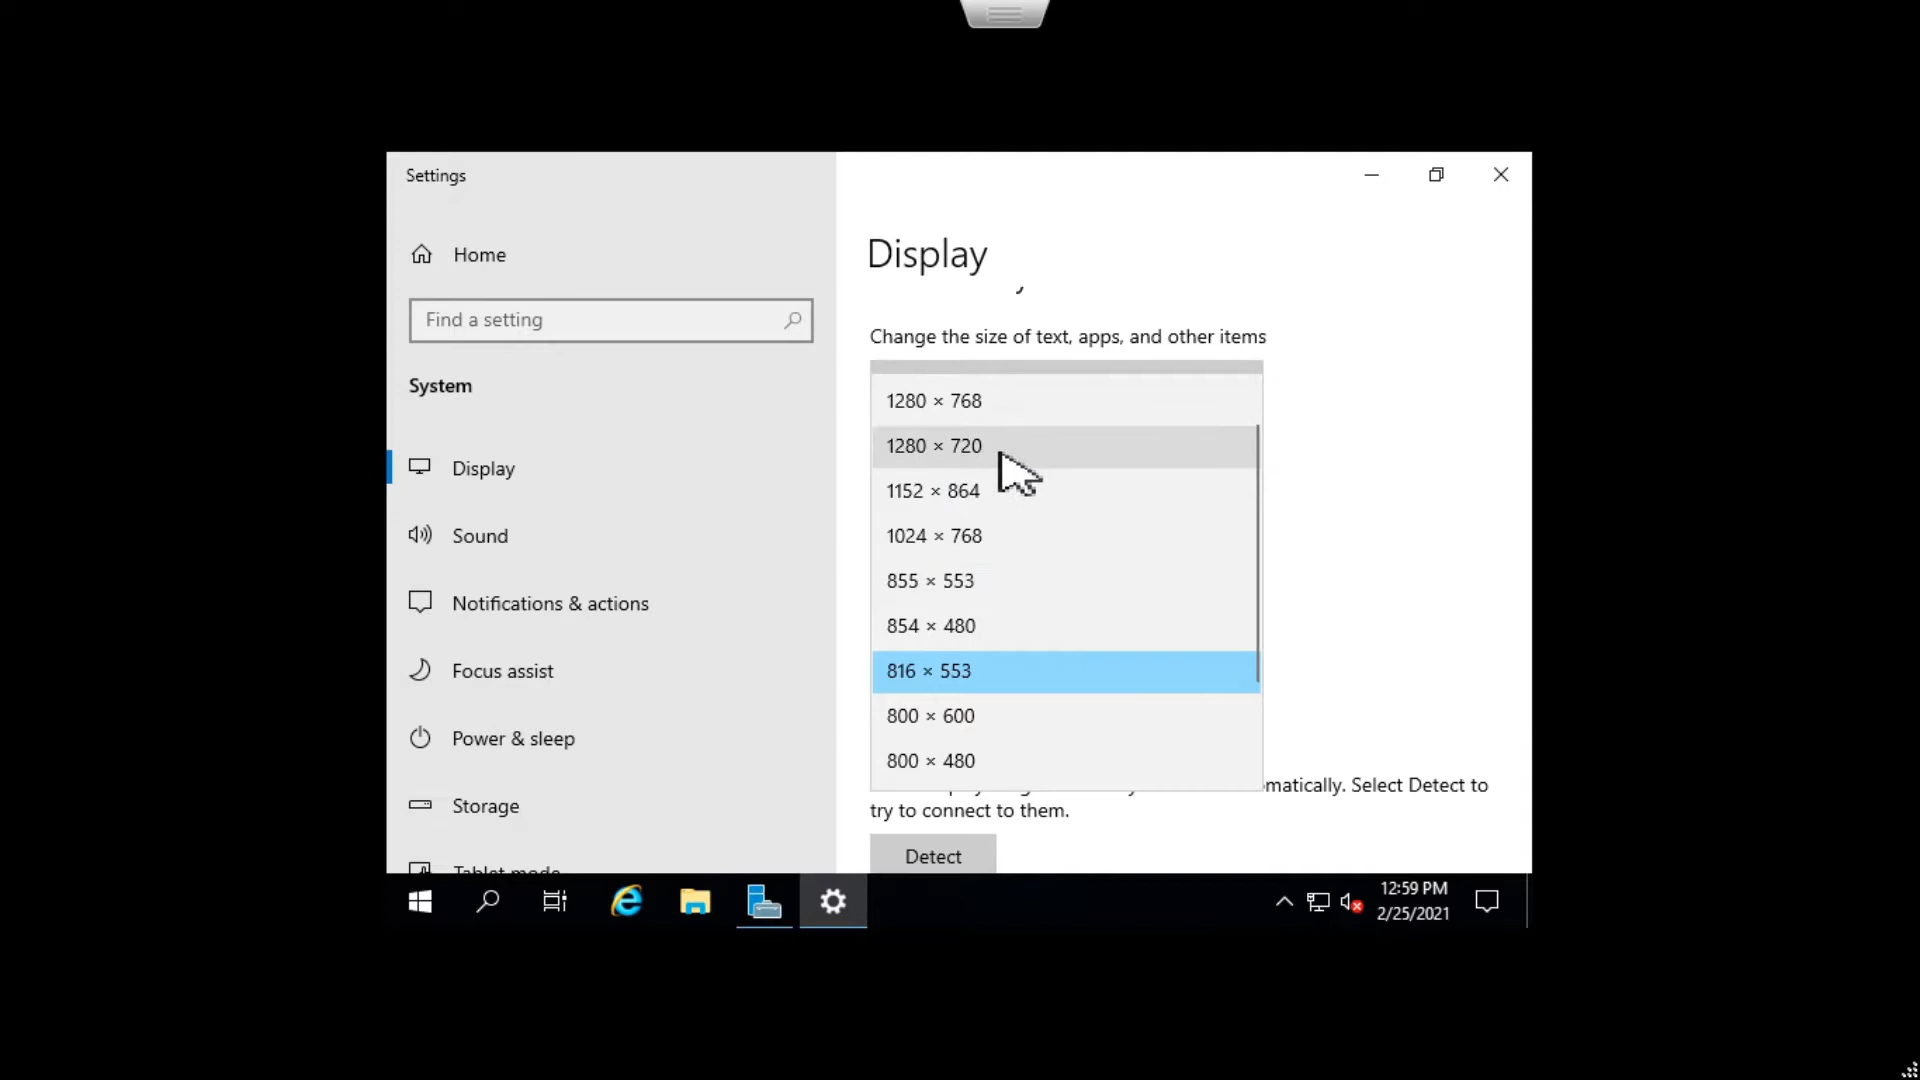 Settings
Home
Find a setting
System
Display
Sound
Notifications & actions
Focus assist
Power & sleep
Storage
Tablet mode
Display
Change the size of text, apps, and other items
1280 × 768
1280 × 720
1152 × 864
1024 × 768
855 × 553
854 × 480
816 × 553
800 × 600
800 × 480
matically. Select Detect to
try to connect to them.
Detect
12:59 PM
2/25/2021